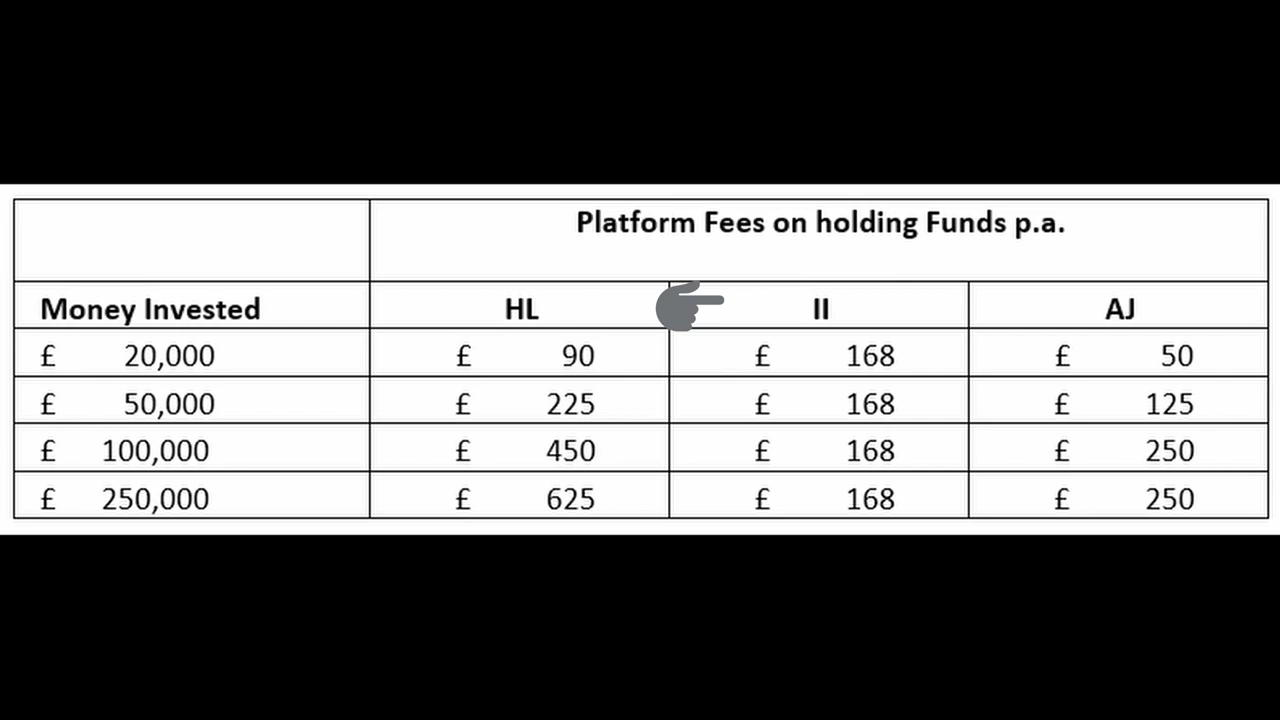 Platform Fees on holding Funds p.a.
Money Invested HL II AJ
£ 20,000 £ 90 £ 168 £ 50
£ 50,000 £ 225 £ 168 £ 125
£ 100,000 £ 450 £ 168 £ 250
£ 250,000 £ 625 £ 168 £ 250